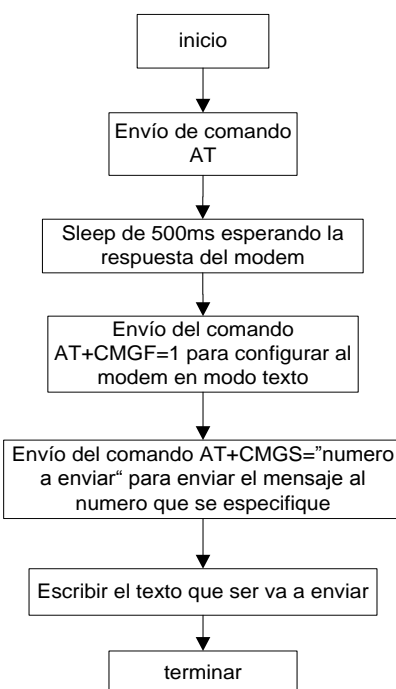 inicio
Envío de comando
AT
Sleep de 500ms esperando la
respuesta del modem
Envío del comando
AT+CMGF=1 para configurar al
modem en modo texto
Envío del comando AT+CMGS=”numero
a enviar“ para enviar el mensaje al
numero que se especifique
Escribir el texto que ser va a enviar
terminar